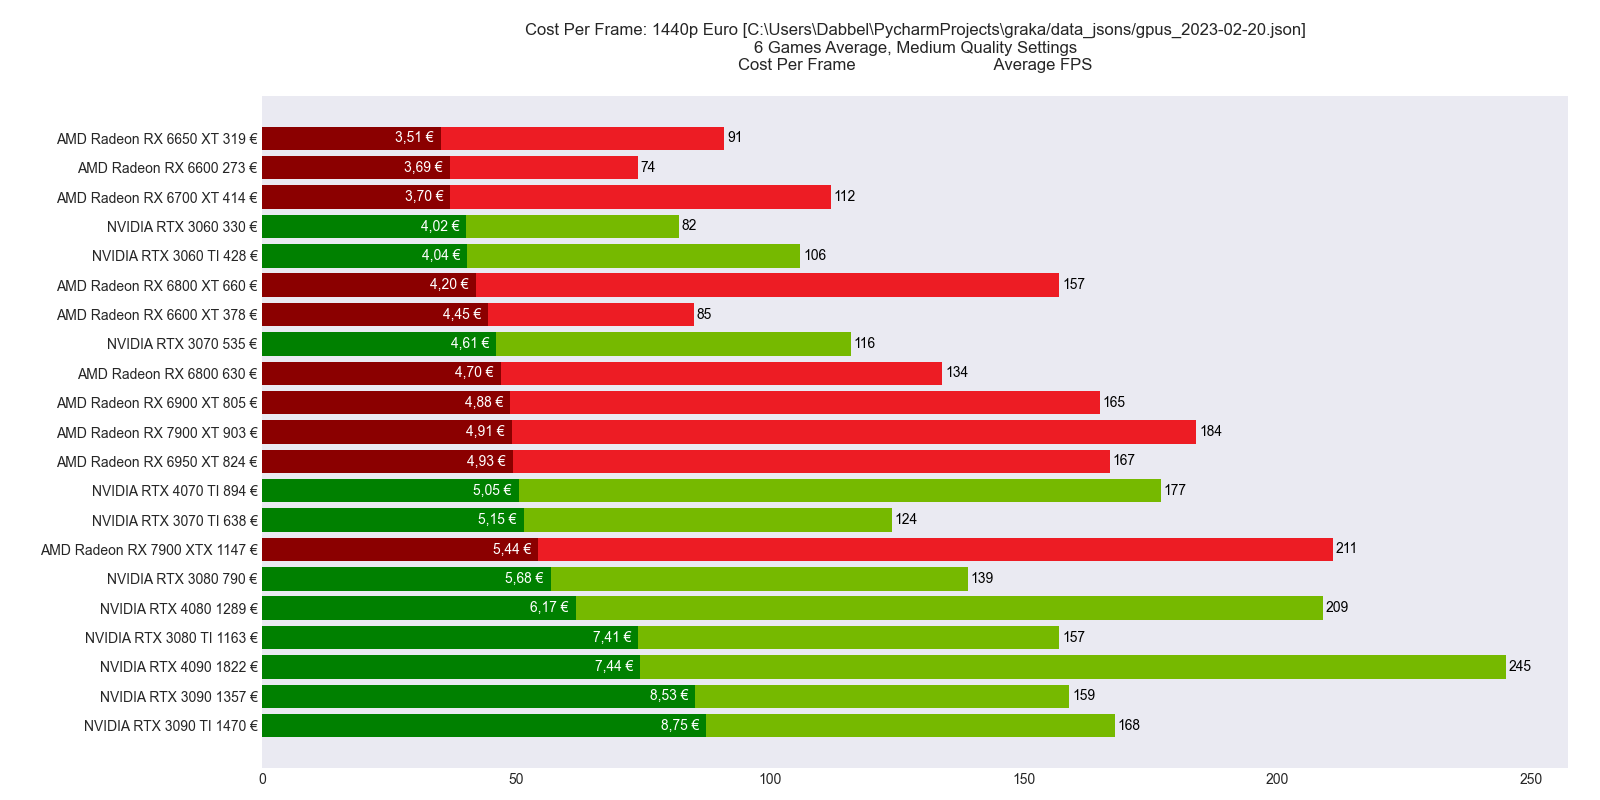 Cost Per Frame: 1440p Euro [C:\Users\Dabbel\PycharmProjects\graka/data_jsons/gpus_2023-02-20.json]
6 Games Average, Medium Quality Settings
Cost Per Frame Average FPS
AMD Radeon RX 6650 XT 319 € 3,51 € 91
AMD Radeon RX 6600 273 € 3,69 € 74
AMD Radeon RX 6700 XT 414 € 3,70 € 112
NVIDIA RTX 3060 330 € 4,02 € 82
NVIDIA RTX 3060 TI 428 € 4,04 € 106
AMD Radeon RX 6800 XT 660 € 4,20 € 157
AMD Radeon RX 6600 XT 378 € 4,45 € 85
NVIDIA RTX 3070 535 € 4,61 € 116
AMD Radeon RX 6800 630 € 4,70 € 134
AMD Radeon RX 6900 XT 805 € 4,88 € 165
AMD Radeon RX 7900 XT 903 € 4,91 € 184
AMD Radeon RX 6950 XT 824 € 4,93 € 167
NVIDIA RTX 4070 TI 894 € 5,05 € 177
NVIDIA RTX 3070 TI 638 € 5,15 € 124
AMD Radeon RX 7900 XTX 1147 € 5,44 € 211
NVIDIA RTX 3080 790 € 5,68 € 139
NVIDIA RTX 4080 1289 € 6,17 € 209
NVIDIA RTX 3080 TI 1163 € 7,41 € 157
NVIDIA RTX 4090 1822 € 7,44 € 245
NVIDIA RTX 3090 1357 € 8,53 € 159
NVIDIA RTX 3090 TI 1470 € 8,75 € 168
0 50 100 150 200 250